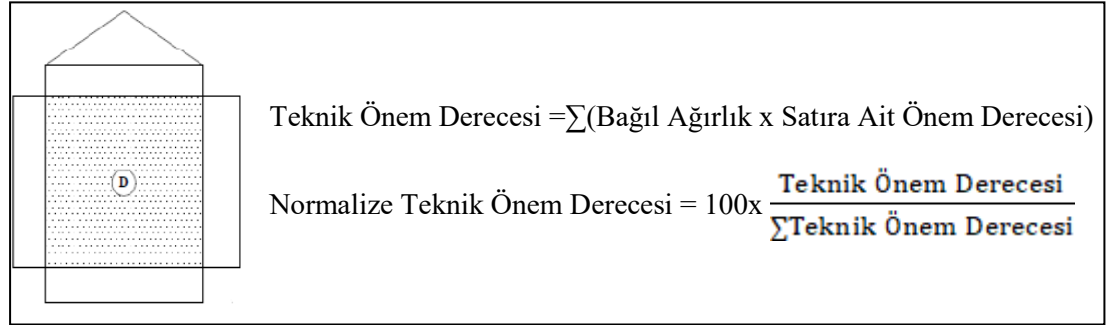 Teknik Önem Derecesi =∑(Bağıl Ağırlık x Satıra Ait Önem Derecesi)
D
Normalize Teknik Önem Derecesi = 100x Teknik Önem Derecesi
∑Teknik Önem Derecesi